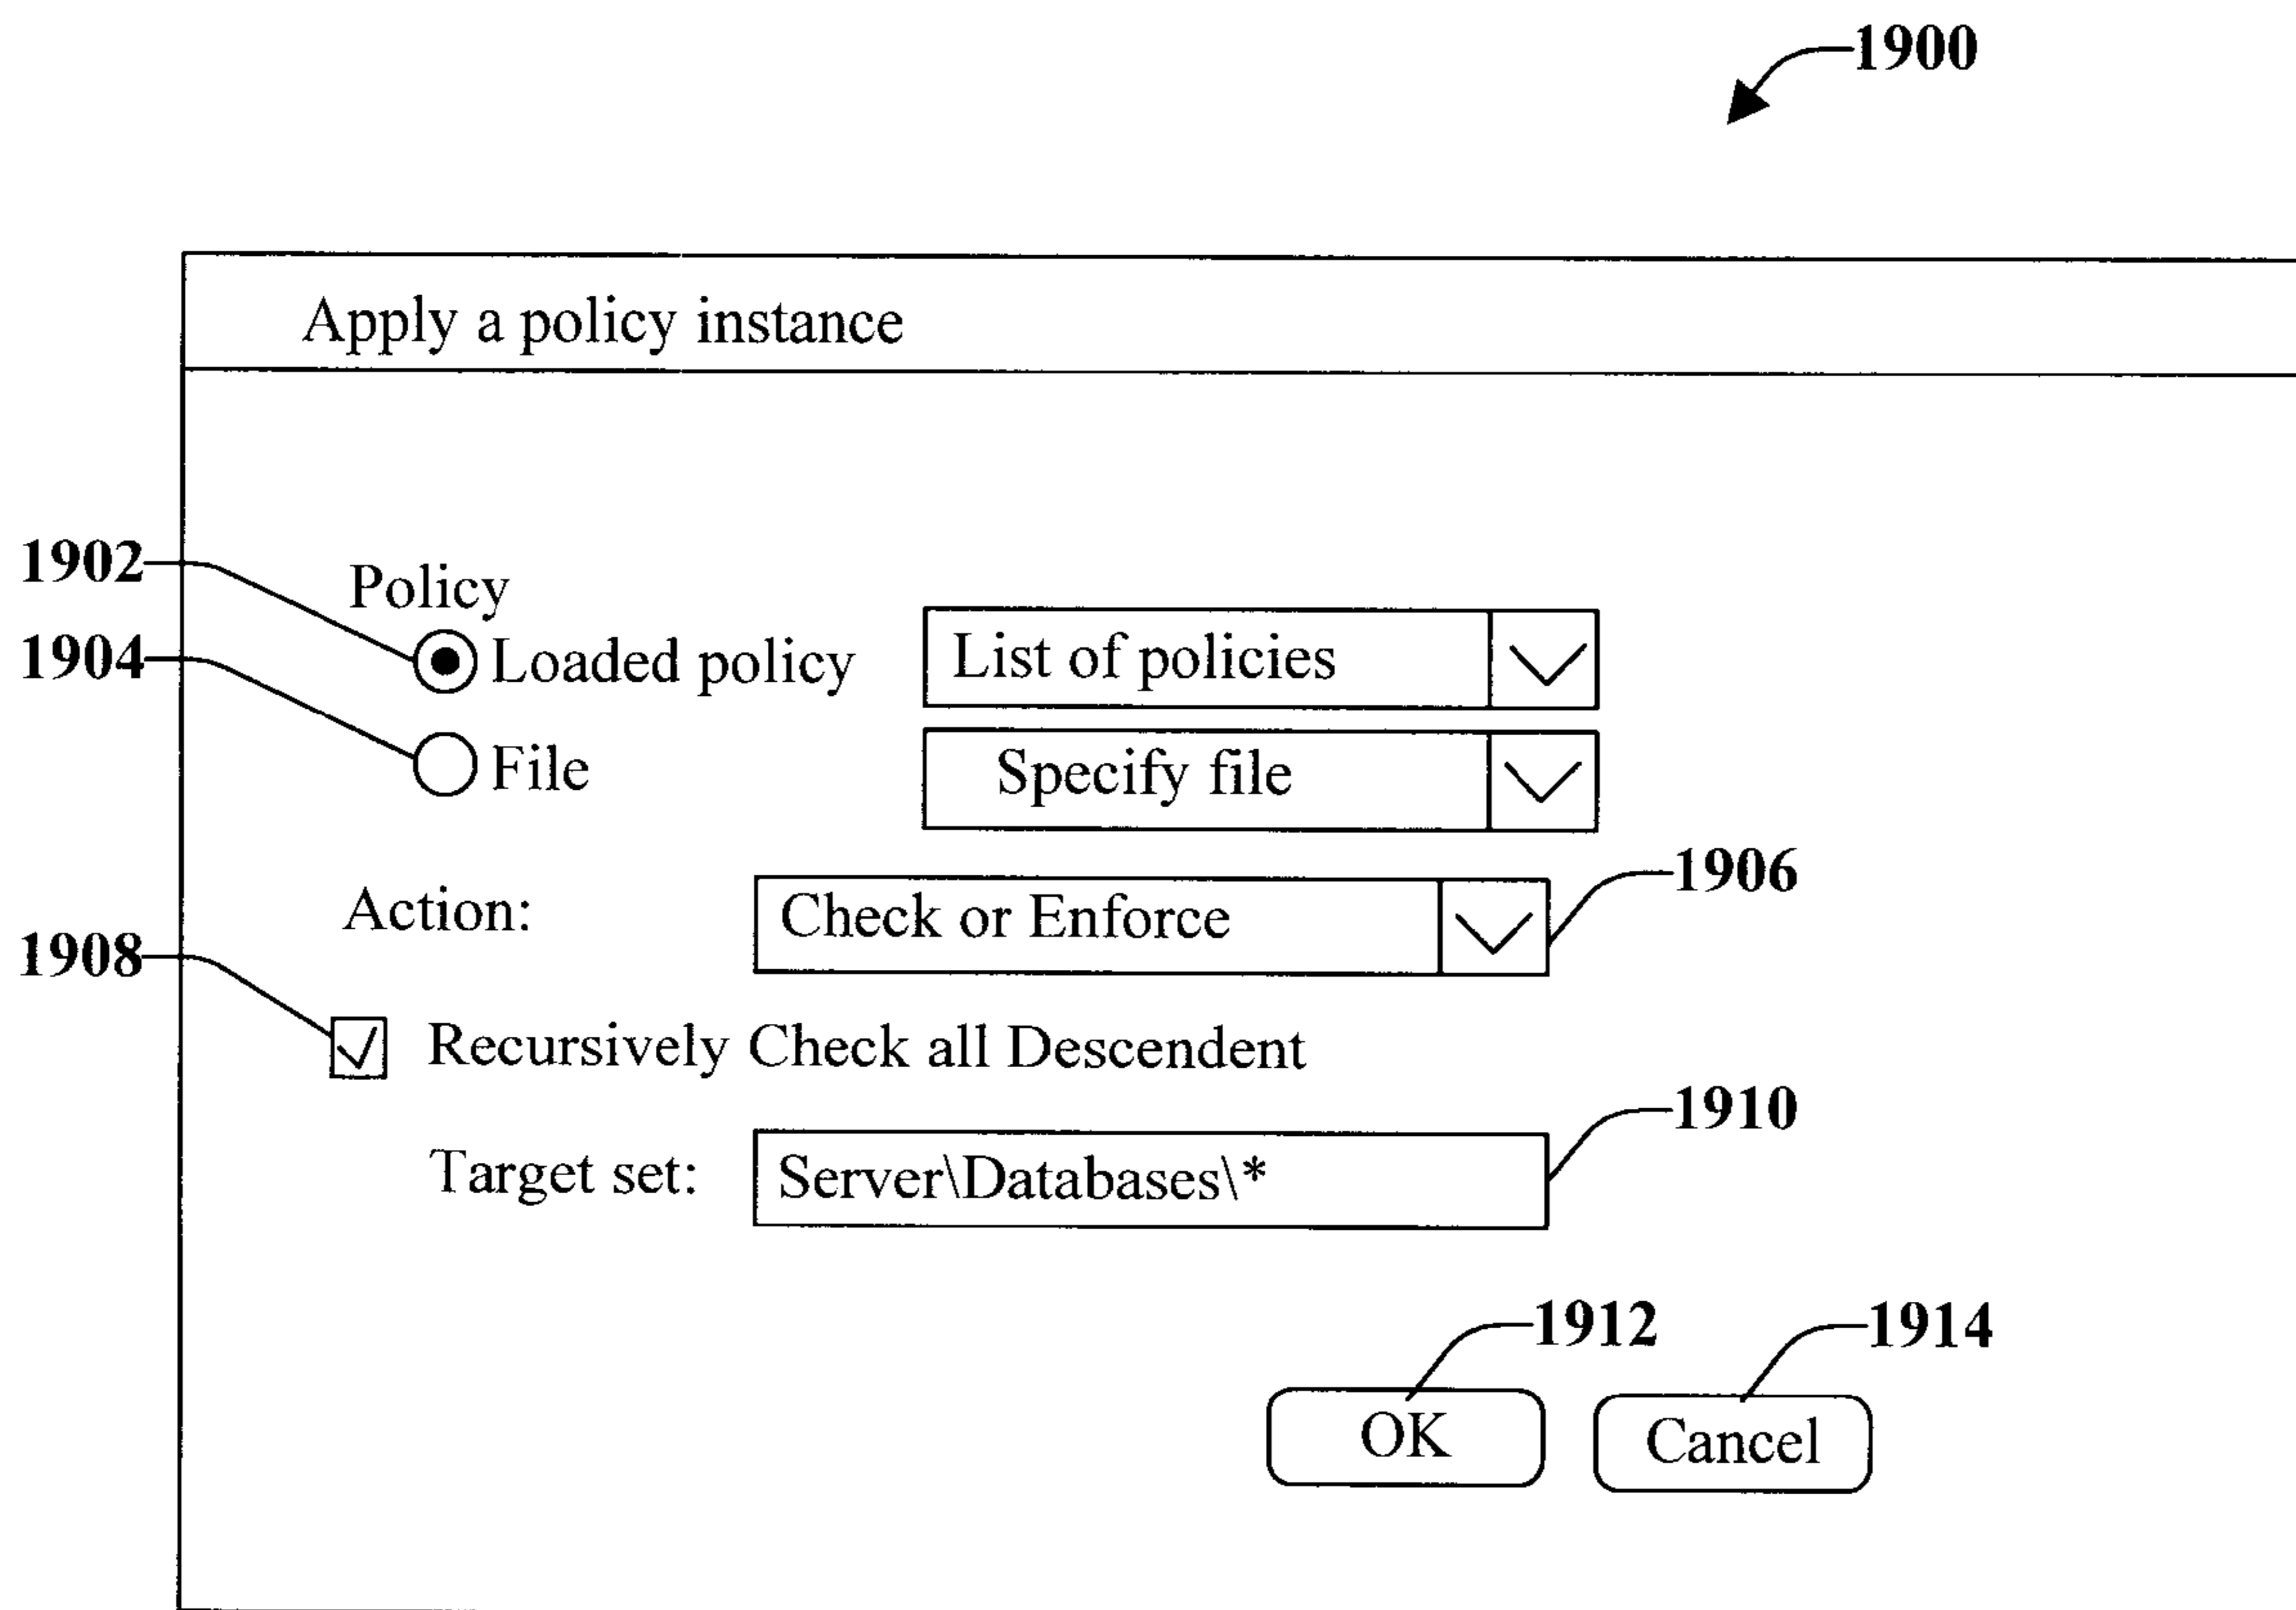 1900
Apply a policy instance
1902
Policy
1904
Loaded policy
List of policies
File
Specify file
1906
Action:
Check or Enforce
1908
Recursively Check all Descendent
1910
Target set:
Server\Databases\*
1912
1914
OK
Cancel